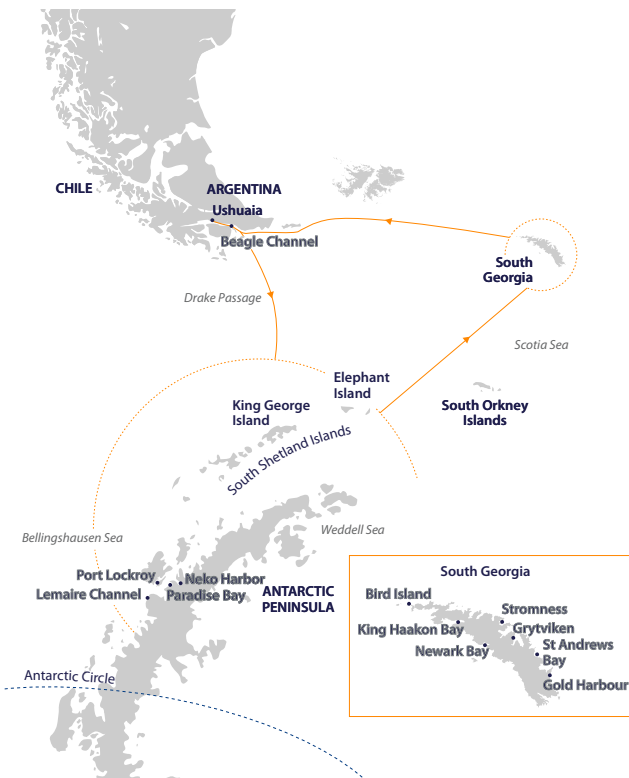 CHILE
ARGENTINA
Ushuaia
Beagle Channel
South
Georgia
Drake Passage
Scotia Sea
Elephant
Island
King George
Island
South Orkney
Islands
South Shetland Islands
Weddell Sea
Bellingshausen Sea
Port Lockroy
Neko Harbor
Lemaire Channel
Paradise Bay
ANTARCTIC
PENINSULA
Antarctic Circle
South Georgia
Bird Island
Stromness
King Haakon Bay
Grytviken
Newark Bay
St Andrews
Bay
Gold Harbour